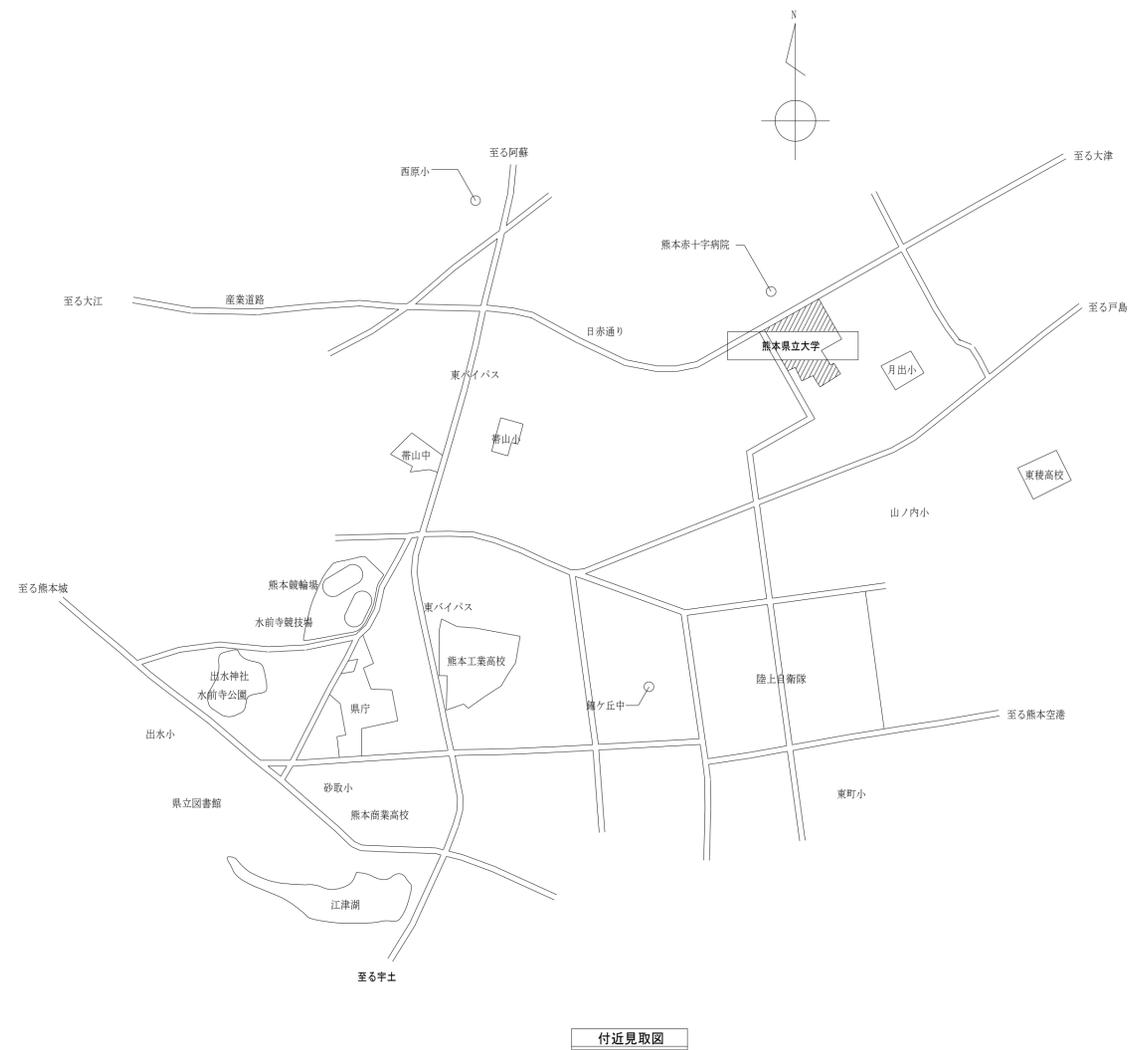 N
至る阿蘇
至る大津
西原小
熊本赤十字病院
至る大江
産業道路
至る戸島
日赤通り
熊本県立大学
月出小
東バイパス
帯山小
帯山中
東稜高校
山ノ内小
熊本競輪場
至る熊本城
東バイパス
水前寺競技場
熊本工業高校
出水神社
陸上自衛隊
水前寺公園
錦ケ丘中
県庁
至る熊本空港
出水小
砂取小
東町小
県立図書館
熊本商業高校
江津湖
至る宇土
付近見取図